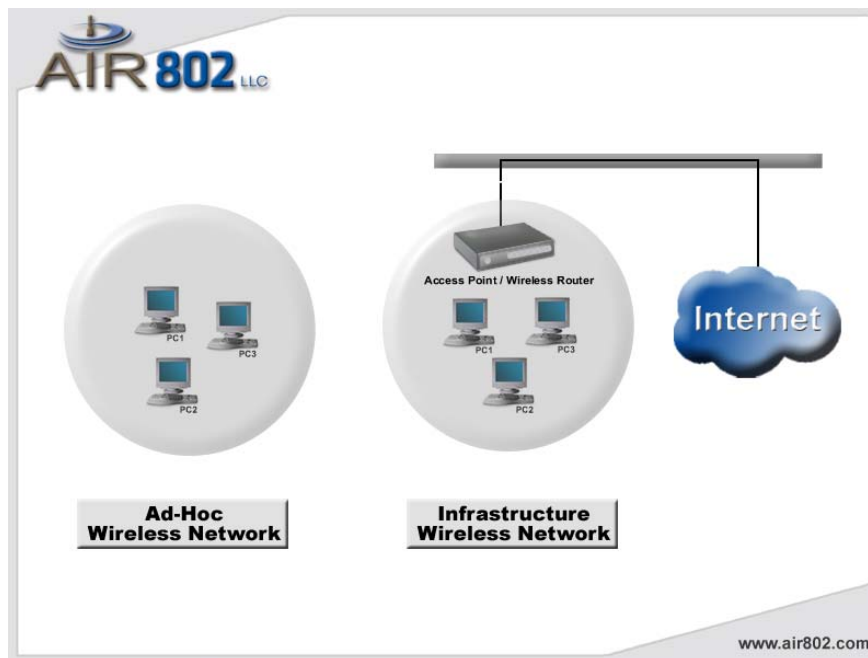 AIR 802 LLC
Access Point / Wireless Router
PC1
PC3
PC2
PC1
PC3
PC2
Internet
Ad-Hoc
Wireless Network
Infrastructure
Wireless Network
www.air802.com